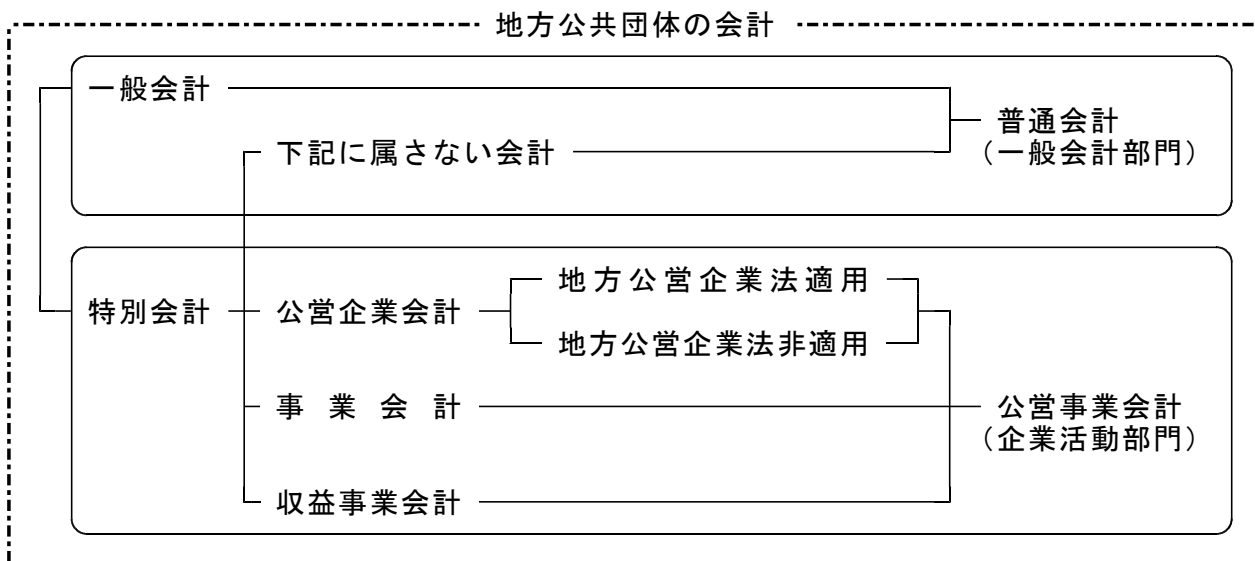 地方公共団体の会計
一般会計
普通会計
(一般会計部門)
下記に属さない会計
特別会計
公営企業会計
地方公営企業法適用
地方公営企業法非適用
事業会計
公営事業会計
(企業活動部門)
収益事業会計